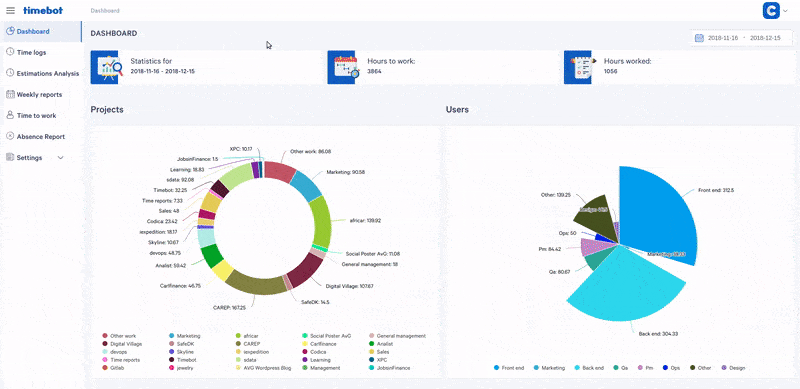 timebot
Dashboard
C
Dashboard
Time logs
Estimations Analysis
Weekly reports
Time to work
Absence Report
Settings
DASHBOARD
2018-11-16 - 2018-12-15
Statistics for
2018-11-16 - 2018-12-15
Hours to work:
3864
Hours worked:
1056
Projects
XPC: 10.17
Other work: 86.08
JobsinFinance: 1.5
Learning: 18.83
Marketing: 90.58
sdata: 92.08
Timebot: 32.25
Time reports: 7.33
Sales: 48
africar: 139.92
Codica: 23.42
iexpedition: 18.17
Skyline: 10.67
Social Poster AvG: 11.08
devops: 48.75
General management: 18
Analist: 59.42
Carlfinance: 46.75
Digital Village: 107.67
CAREP: 167.25
SafeDK: 14.5
Other work
Marketing
africar
Social Poster AvG
General management
Digital Village
SafeDK
CAREP
Carlfinance
Analist
devops
Skyline
iexpedition
Codica
Sales
Time reports
Timebot
sdata
Learning
XPC
Gitlab
jewelry
AVG Wordpress Blog
Management
JobsinFinance
Users
Front end: 312.5
Other: 139.25
Ops: 50
Pm: 84.42
Qa: 80.67
Back end: 304.33
Front end
Marketing
Back end
Qa
Pm
Ops
Other
Design